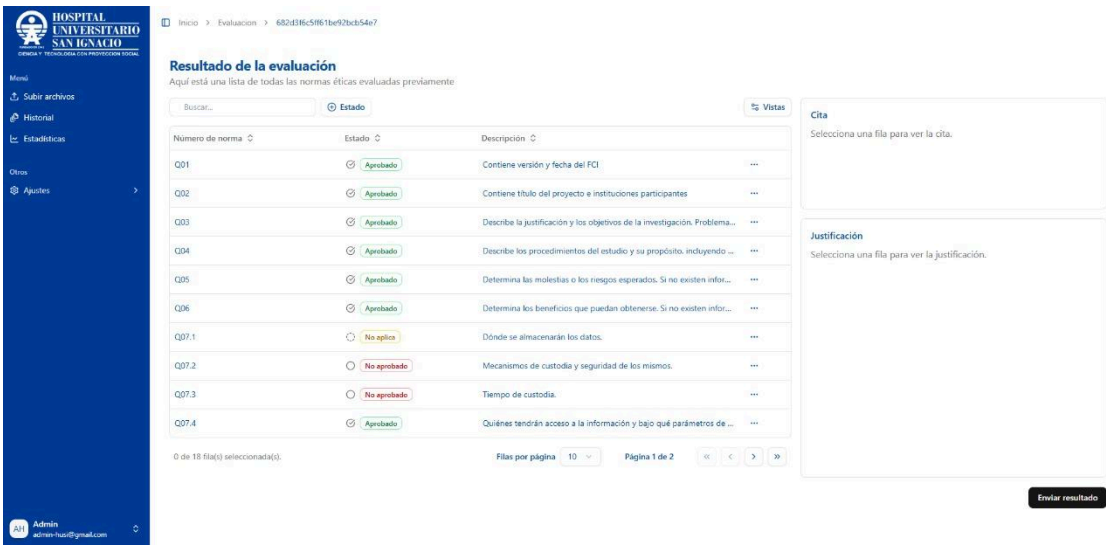 HOSPITAL
UNIVERSITARIO
SAN IGNACIO
CIENCIA Y TECNOLOGÍA CON PROYECCIÓN SOCIAL
Menú
Subir archivos
Historial
Estadísticas
Otros
Ajustes
AH
Admin
admin-husi@gmail.com
Inicio > Evaluacion > 682d3f6c5ff61be92bcb54e7
Resultado de la evaluación
Aquí está una lista de todas las normas éticas evaluadas previamente
Buscar... Estado Vistas
Número de norma Estado Descripción
Q01 Aprobado Contiene versión y fecha del FCI ...
Q02 Aprobado Contiene título del proyecto e instituciones participantes ...
Q03 Aprobado Describe la justificación y los objetivos de la investigación. Problema... ...
Q04 Aprobado Describe los procedimientos del estudio y su propósito, incluyendo ... ...
Q05 Aprobado Determina las molestias o los riesgos esperados. Si no existen infor... ...
Q06 Aprobado Determina los beneficios que puedan obtenerse. Si no existen infor... ...
Q07.1 No aplica Dónde se almacenarán los datos. ...
Q07.2 No aprobado Mecanismos de custodia y seguridad de los mismos. ...
Q07.3 No aprobado Tiempo de custodia. ...
Q07.4 Aprobado Quiénes tendrán acceso a la información y bajo qué parámetros de ... ...
0 de 18 fila(s) seleccionada(s). Filas por página 10 Página 1 de 2 « < > »
Cita
Selecciona una fila para ver la cita.
Justificación
Selecciona una fila para ver la justificación.
Enviar resultado